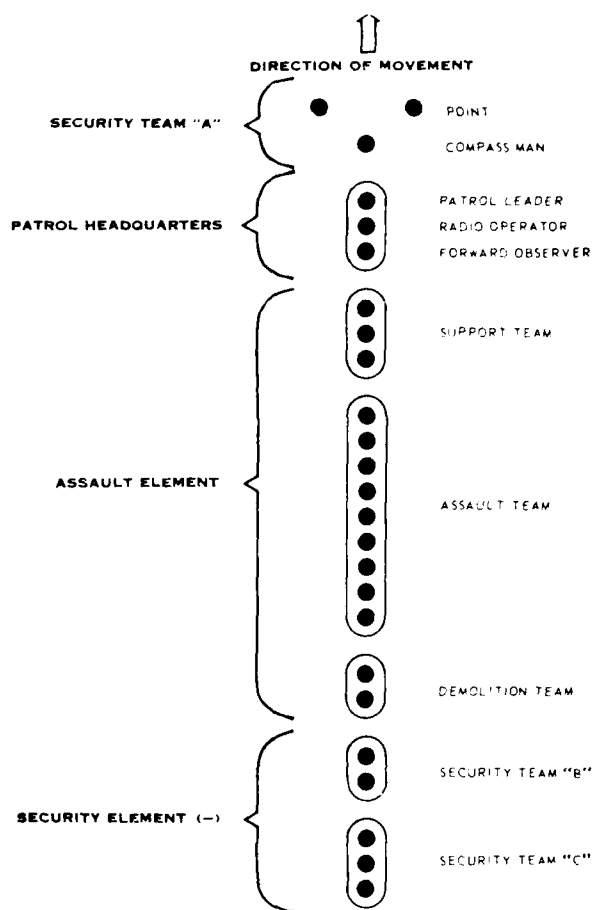 DIRECTION OF MOVEMENT
SECURITY TEAM "A"
POINT
COMPASS MAN
PATROL HEADQUARTERS
PATROL LEADER
RADIO OPERATOR
FORWARD OBSERVER
SUPPORT TEAM
ASSAULT ELEMENT
ASSAULT TEAM
DEMOLITION TEAM
SECURITY ELEMENT (-)
SECURITY TEAM "B"
SECURITY TEAM "C"